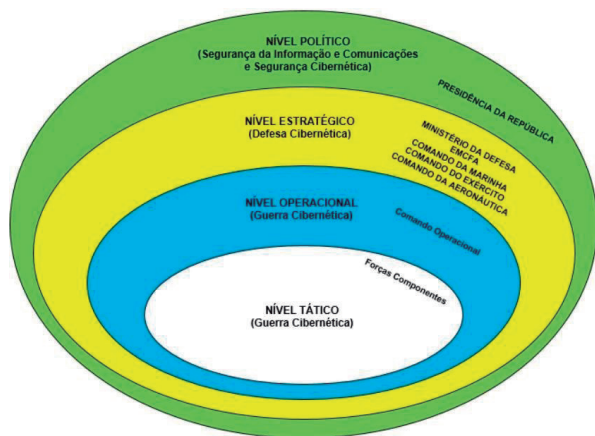 NÍVEL POLÍTICO
(Segurança da Informação e Comunicações
e Segurança Cibernética)
PRESIDÊNCIA DA REPÚBLICA
NÍVEL ESTRATÉGICO
(Defesa Cibernética)
MINISTÉRIO DA DEFESA
EMCFA
COMANDO DA MARINHA
COMANDO DO EXÉRCITO
COMANDO DA AERONAUTICA
NÍVEL OPERACIONAL
(Guerra Cibernética)
Comando Operacional
Forças Componentes
NÍVEL TÁTICO
(Guerra Cibernética)